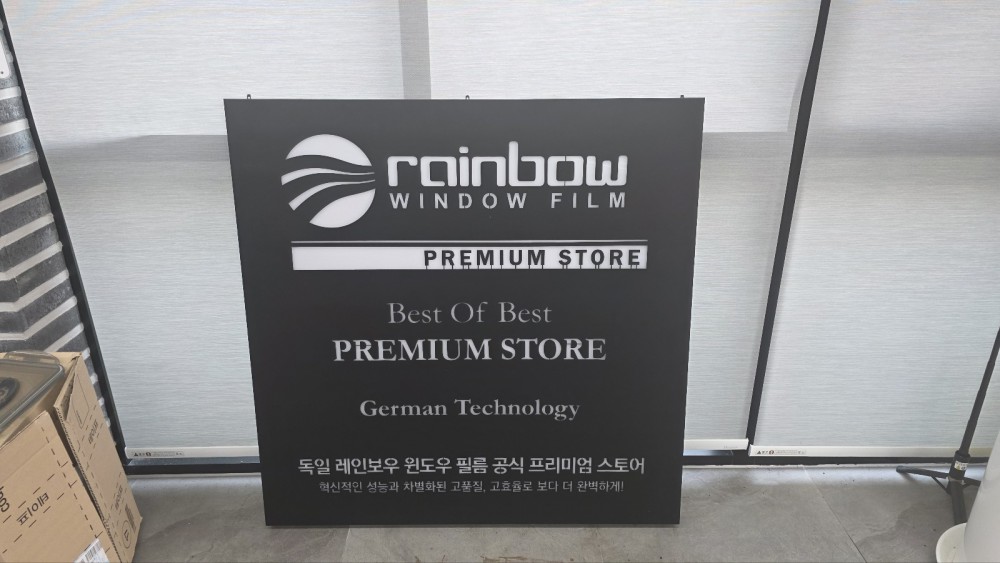 rainbow
WINDOW FILM
PREMIUM STORE
Best Of Best
PREMIUM STORE
German Technology
독일 레인보우 윈도우 필름 공식 프리미엄 스토어
혁신적인 성능과 차별화된 고품질, 고효율로 보다 더 완벽하게!
테이프